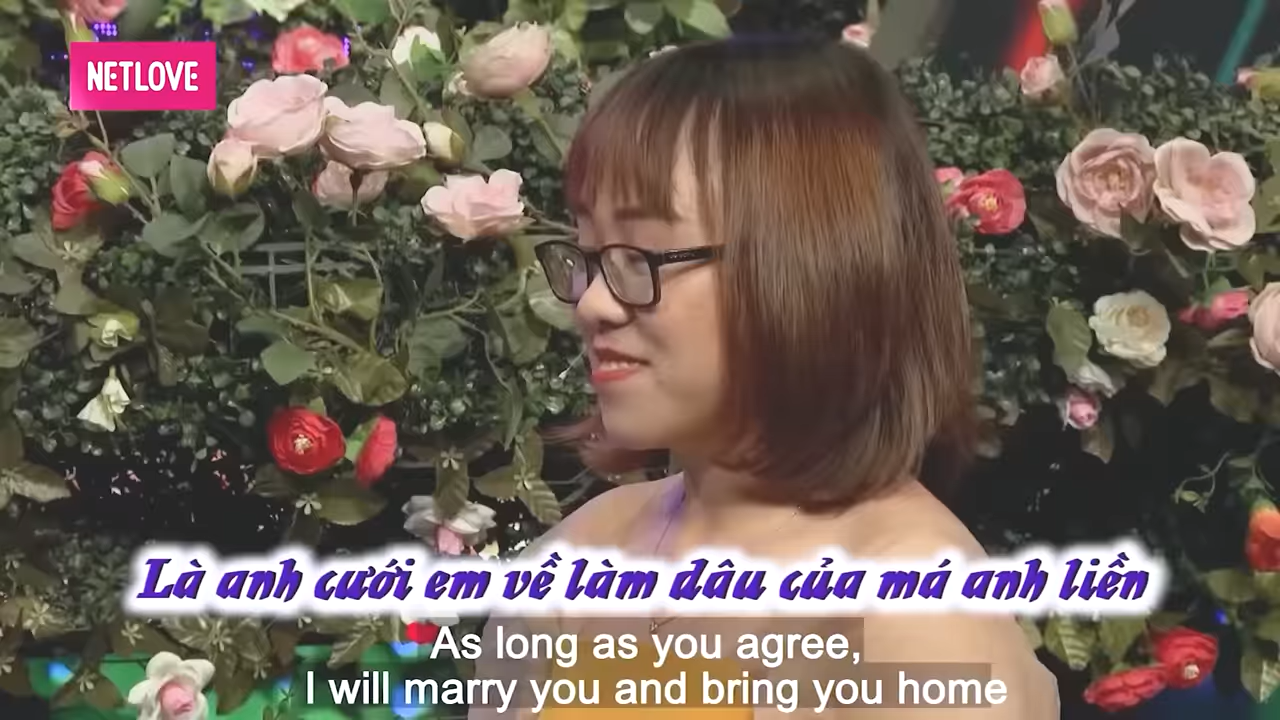 NETLOVE
Là anh cưới em về làm dâu của má anh liền
As long as you agree,
I will marry you and bring you home